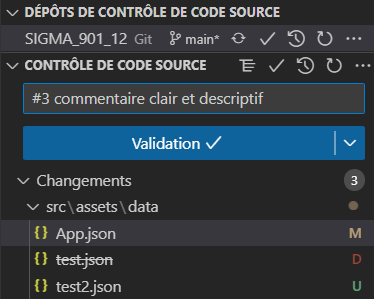 DÉPÔTS DE CONTRÔLE DE CODE SOURCE
SIGMA_901_12 Git main*
CONTRÔLE DE CODE SOURCE
#3 commentaire clair et descriptif
Validation
Changements 3
src\assets\data
{} App.json M
{} test.json D
{} test2.json U